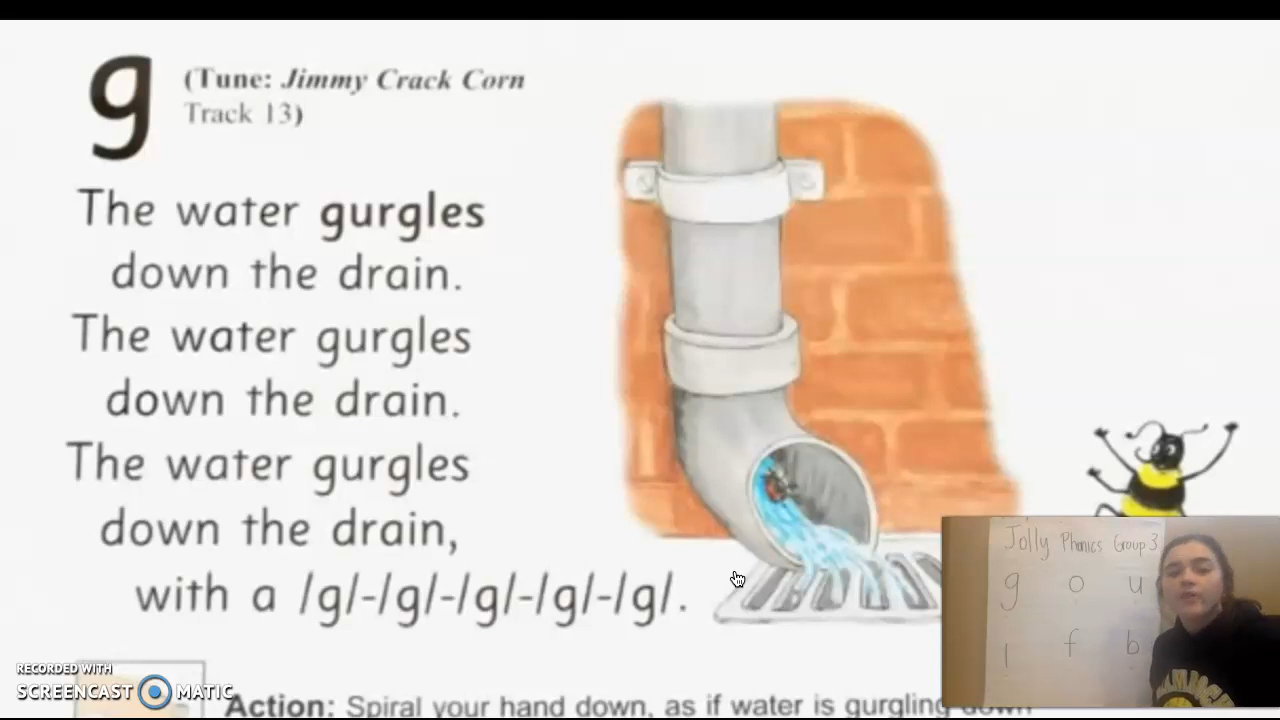 g
(Tune: Jimmy Crack Corn
Track 13)
The water gurgles
down the drain.
The water gurgles
down the drain.
The water gurgles
down the drain,
with a /g/-/g/-/g/-/g/-/g/.
Action: Spiral your hand down, as if water is gurgling down
RECORDED WITH
SCREENCAST MATIC
Jolly Phonics Group 3
g o u
l f b